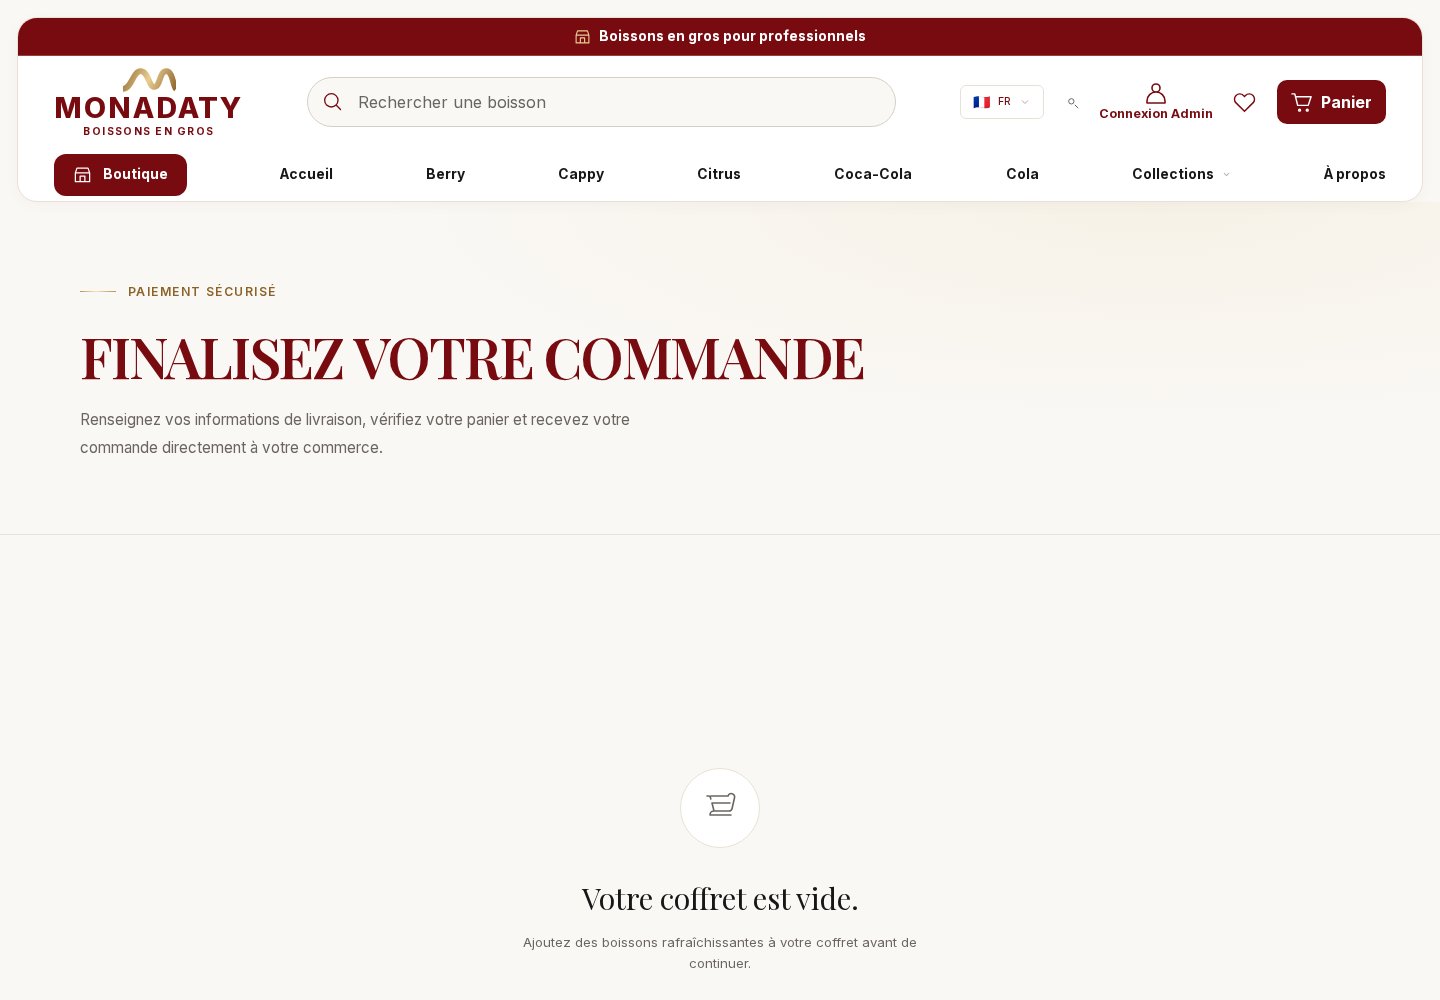 Boissons en gros pour professionnels
MONADATY
BOISSONS EN GROS
Rechercher une boisson
FR
Connexion Admin
Panier
Boutique
Accueil
Berry
Cappy
Citrus
Coca-Cola
Cola
Collections
À propos
PAIEMENT SÉCURISÉ
FINALISEZ VOTRE COMMANDE
Renseignez vos informations de livraison, vérifiez votre panier et recevez votre
commande directement à votre commerce.
Votre coffret est vide.
Ajoutez des boissons rafraîchissantes à votre coffret avant de
continuer.